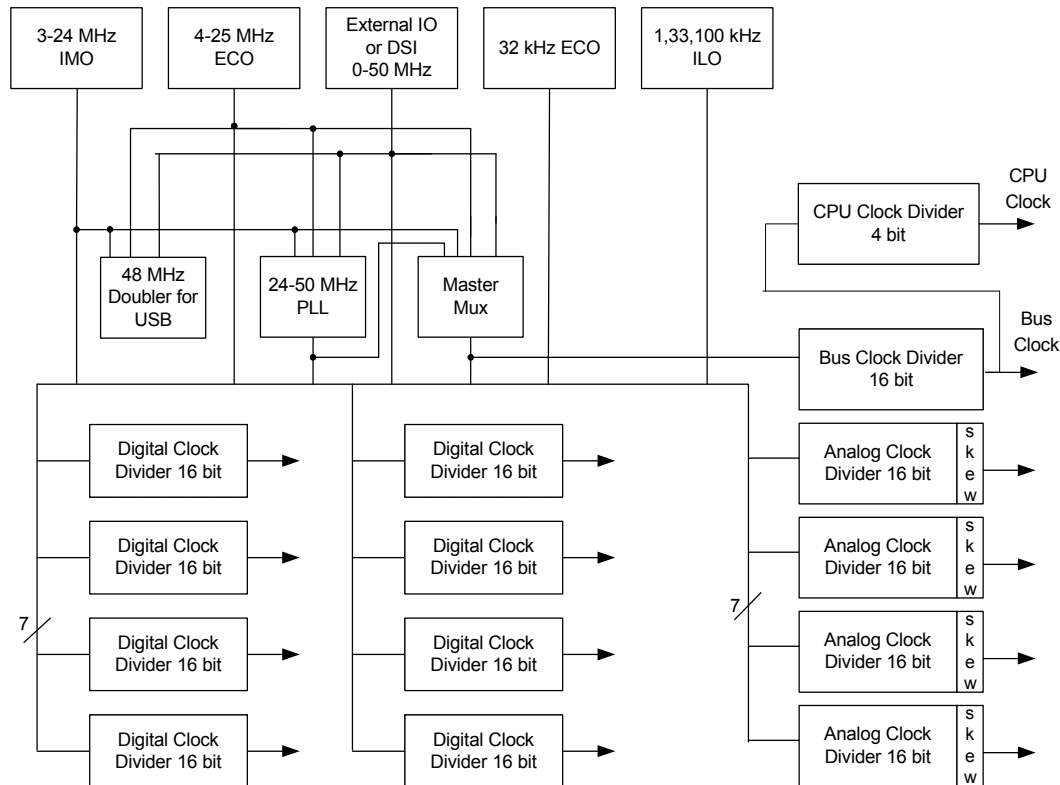 3-24 MHz
IMO
4-25 MHz
ECO
External IO
or DSI
0-50 MHz
32 kHz ECO
1,33,100 kHz
ILO
CPU
Clock
CPU Clock Divider
4 bit
48 MHz
Doubler for
USB
24-50 MHz
PLL
Master
Mux
Bus
Clock
Bus Clock Divider
16 bit
Digital Clock
Divider 16 bit
Digital Clock
Divider 16 bit
Analog Clock
Divider 16 bit
s
k
e
w
Digital Clock
Divider 16 bit
Digital Clock
Divider 16 bit
Analog Clock
Divider 16 bit
s
k
e
w
7
7
Digital Clock
Divider 16 bit
Digital Clock
Divider 16 bit
Analog Clock
Divider 16 bit
s
k
e
w
Digital Clock
Divider 16 bit
Digital Clock
Divider 16 bit
Analog Clock
Divider 16 bit
s
k
e
w